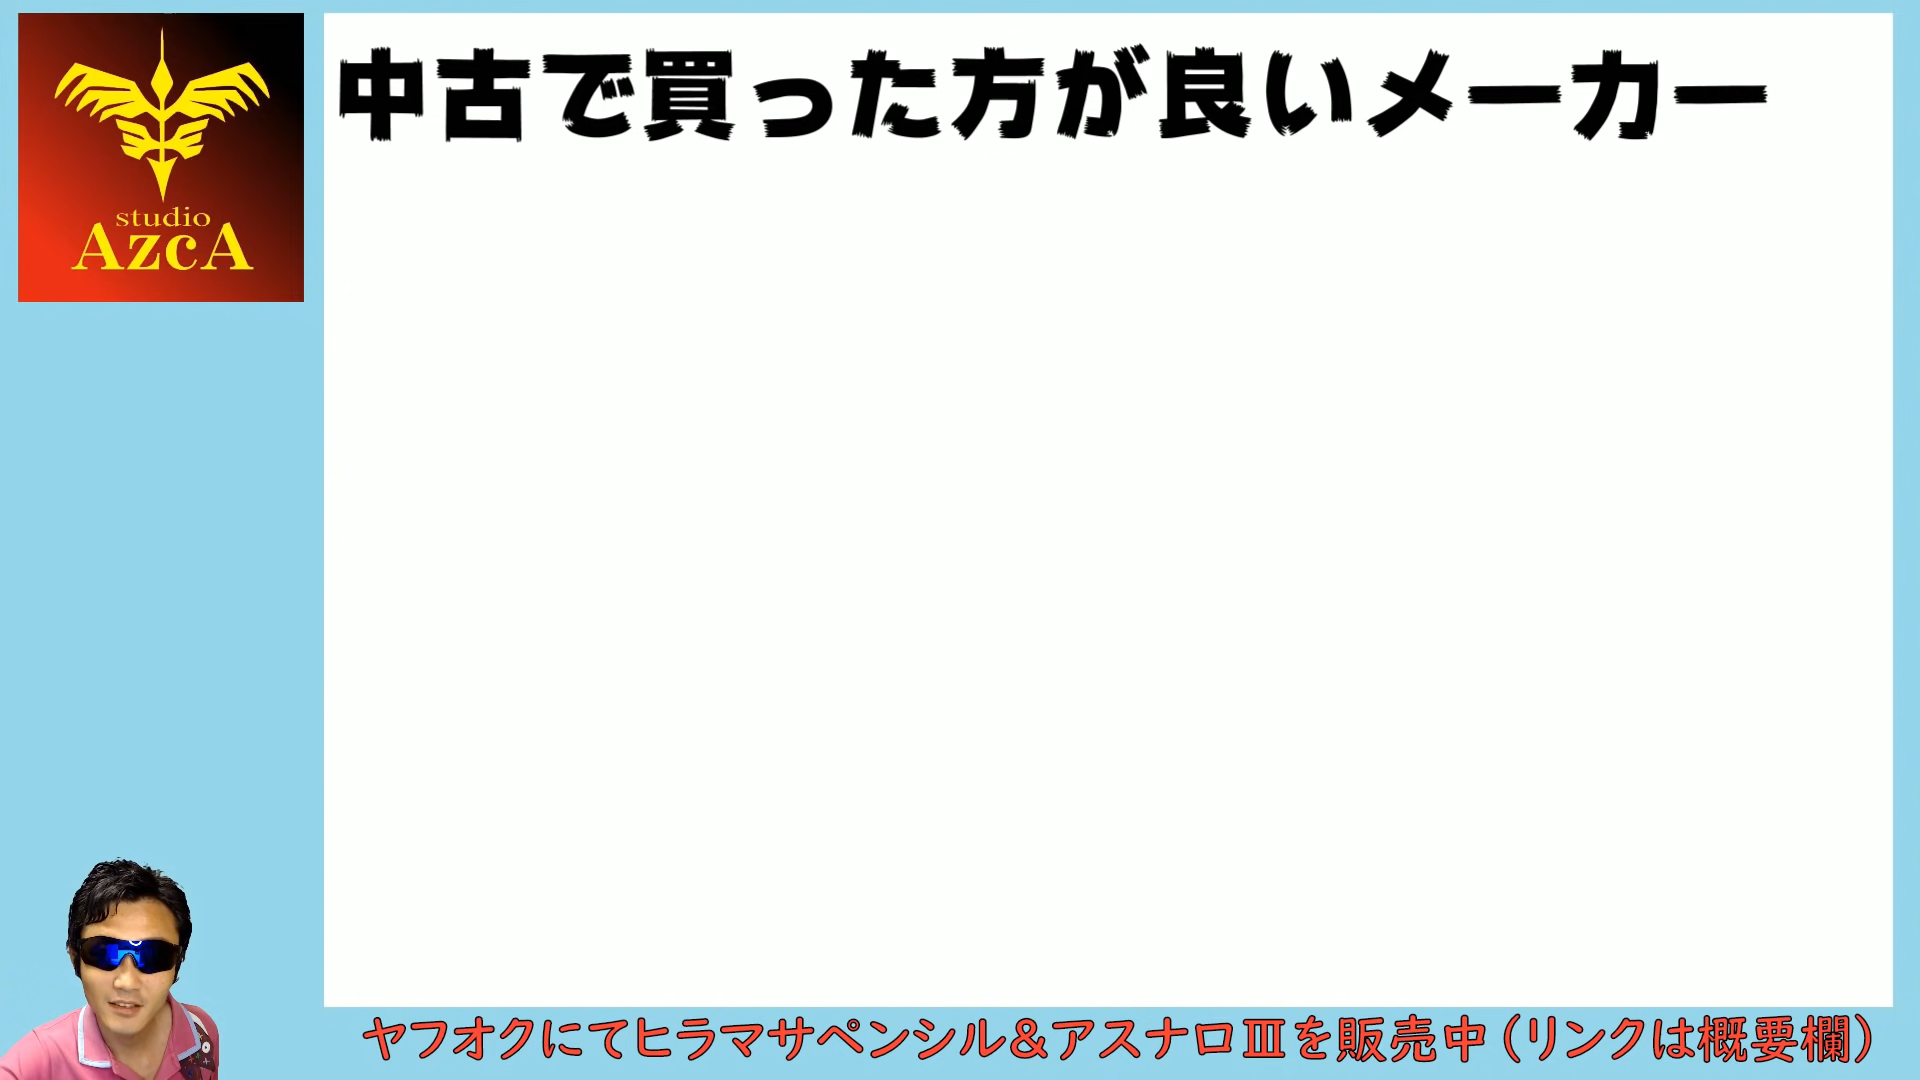 studio
AzcA
中古で買った方が良いメーカー
ヤフオクにてヒラマサペンシル&アスナロⅢを販売中（リンクは概要欄）